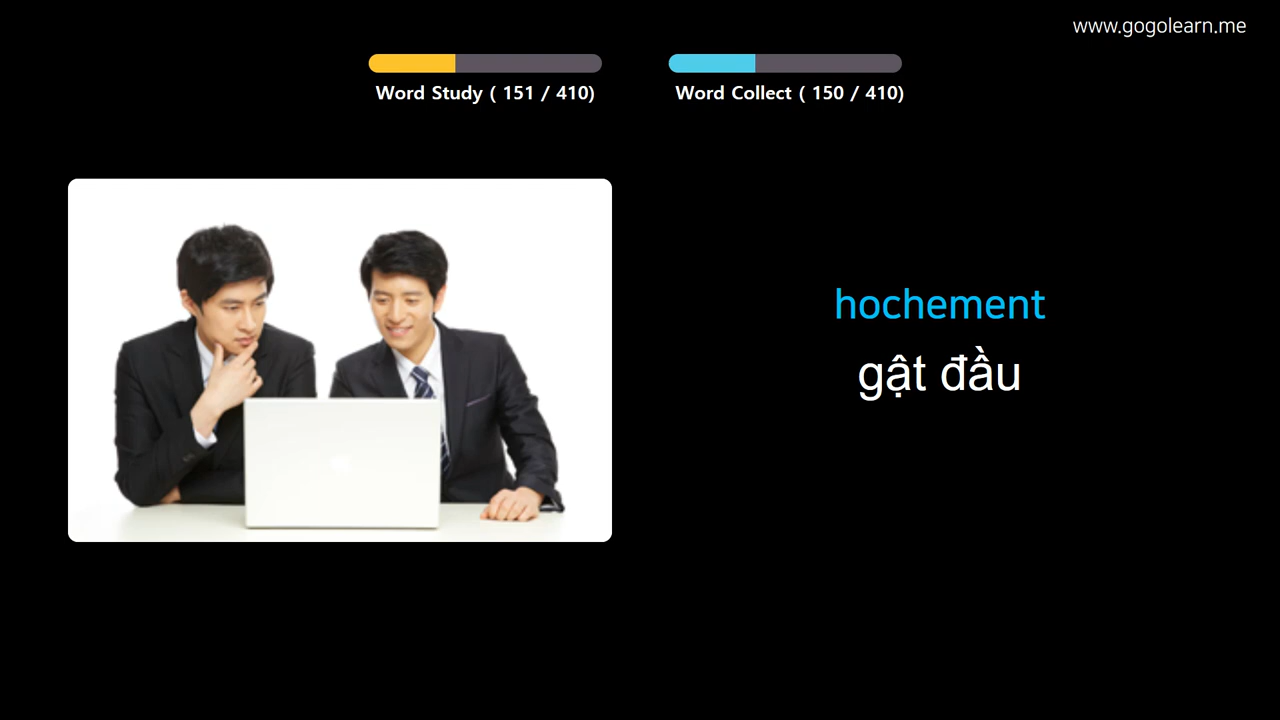 www.gogolearn.me
Word Study ( 151 / 410)
Word Collect ( 150 / 410)
hochement
gật đầu